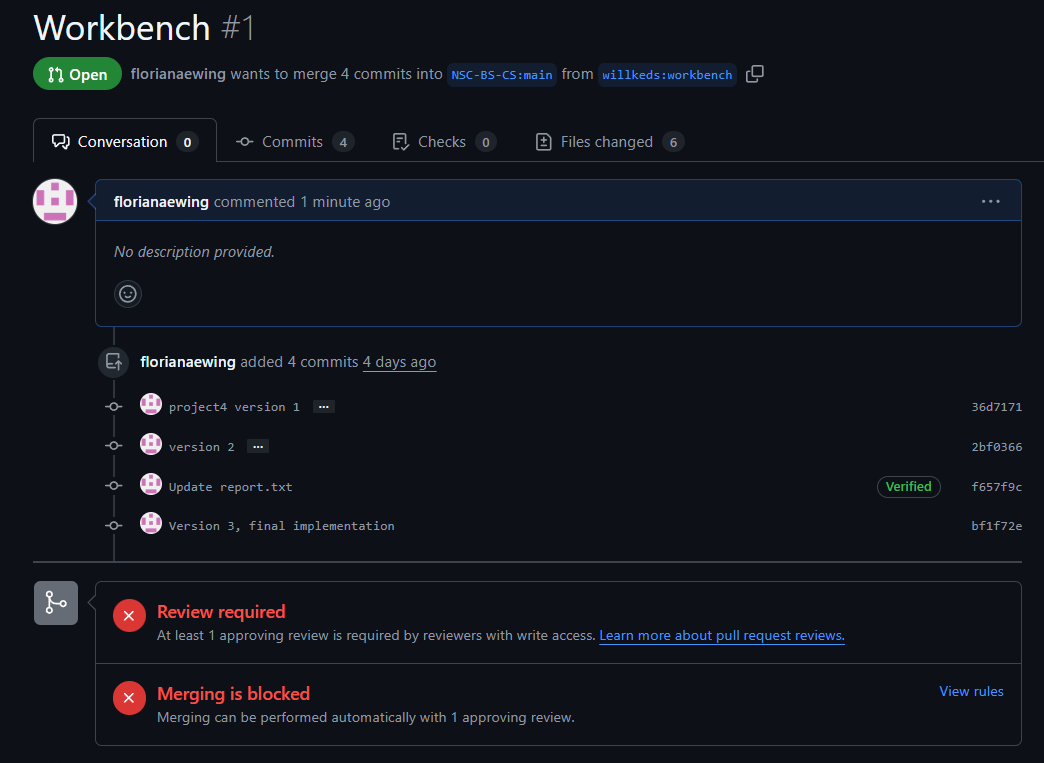 Workbench #1
Open florianaewing wants to merge 4 commits into NSC-BS-CS:main from willkeds:workbench
Conversation 0 Commits 4 Checks 0 Files changed 6
florianaewing commented 1 minute ago ...
No description provided.
florianaewing added 4 commits 4 days ago
project4 version 1 ... 36d7171
version 2 ... 2bf0366
Update report.txt Verified f657f9c
Version 3, final implementation bf1f72e
Review required
At least 1 approving review is required by reviewers with write access. Learn more about pull request reviews.
Merging is blocked View rules
Merging can be performed automatically with 1 approving review.